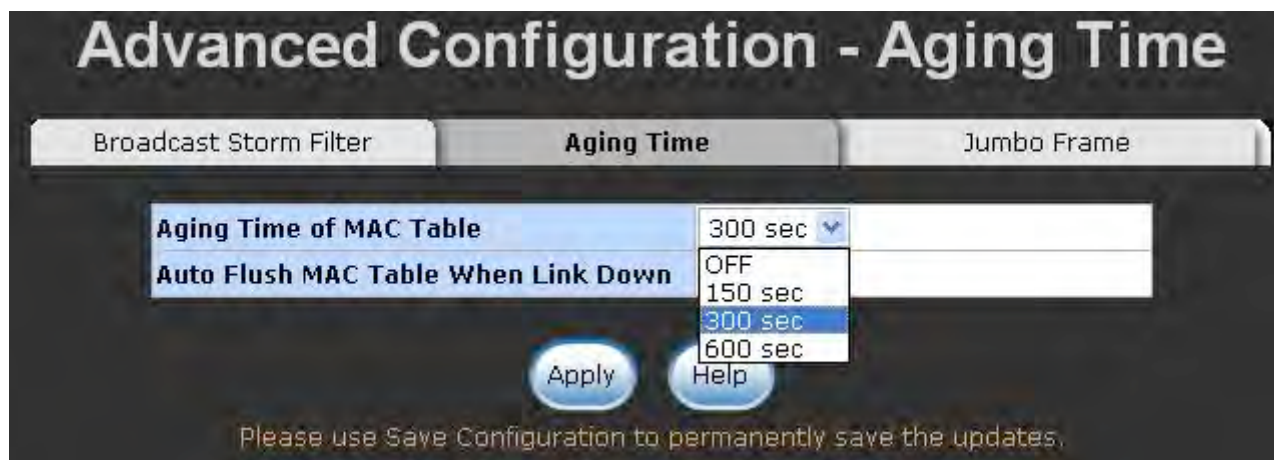 Advanced Configuration - Aging Time
Broadcast Storm Filter Aging Time Jumbo Frame
Aging Time of MAC Table 300 sec
Auto Flush MAC Table When Link Down
OFF
150 sec
300 sec
600 sec
Apply Help
Please use Save Configuration to permanently save the updates.